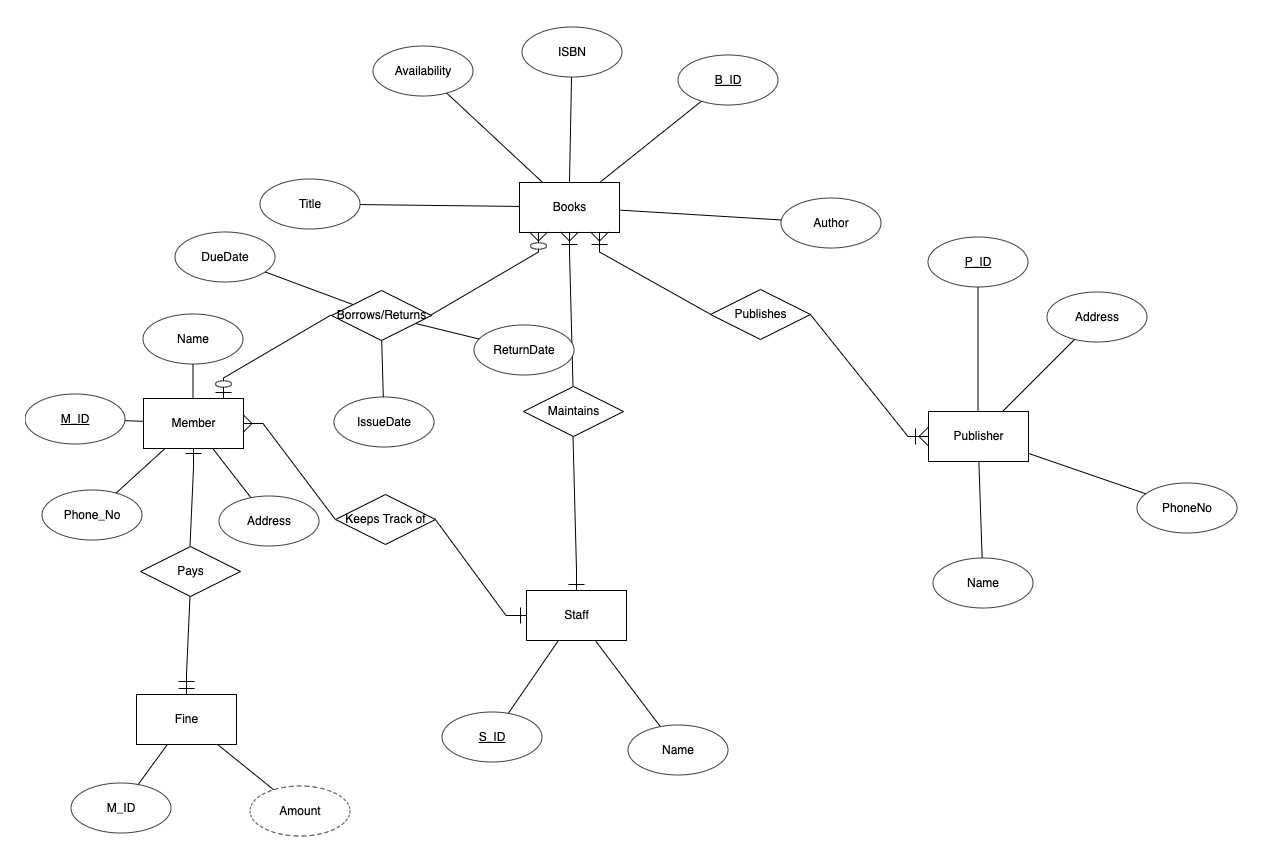 ISBN
Availability
B_ID
Title
Books
Author
DueDate
P_ID
Borrows/Returns
Publishes
Address
Name
ReturnDate
M_ID
Member
IssueDate
Maintains
Publisher
Phone_No
Address
Keeps Track of
PhoneNo
Pays
Name
Staff
Fine
S_ID
Name
M_ID
Amount